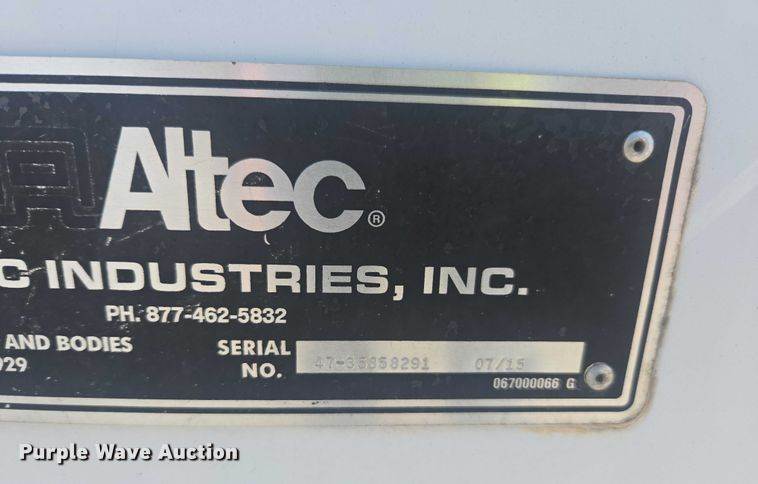 Altec®
C INDUSTRIES, INC.
PH. 877-462-5832
AND BODIES
929
SERIAL NO. 47-35858291 07/15
067000066 G
Purple Wave Auction